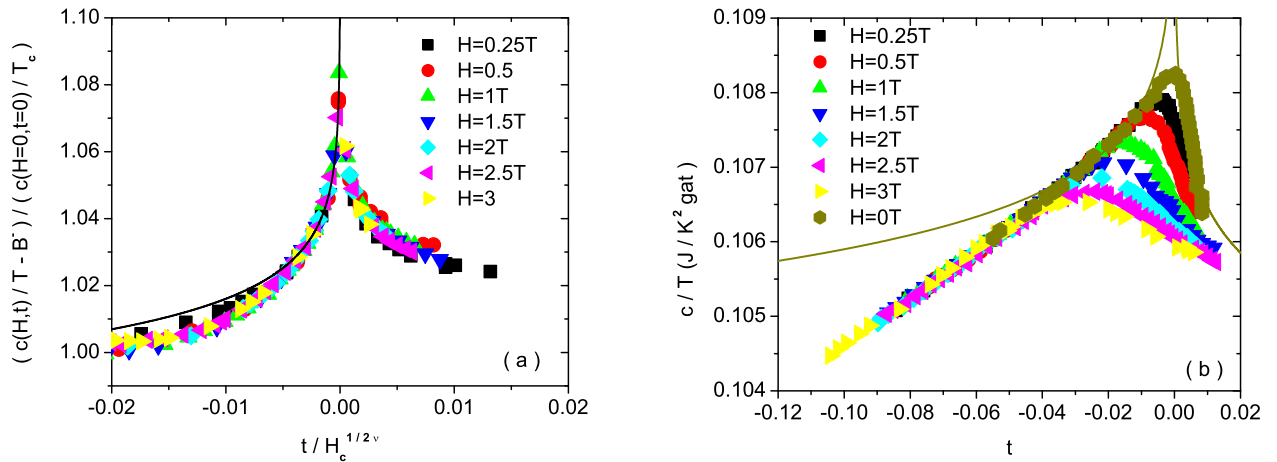 ( c(H,t) / T - B' ) / ( c(H=0,t=0) / Tc )
1.10
1.08
1.06
1.04
1.02
1.00
-0.02
-0.01
0.00
0.01
0.02
t / Hc^1/2ν
H=0.25T
H=0.5
H=1T
H=1.5T
H=2T
H=2.5T
H=3
( a )
c / T ( J / K² gat )
0.109
0.108
0.107
0.106
0.105
0.104
-0.12
-0.10
-0.08
-0.06
-0.04
-0.02
0.00
0.02
t
H=0.25T
H=0.5T
H=1T
H=1.5T
H=2T
H=2.5T
H=3T
H=0T
( b )